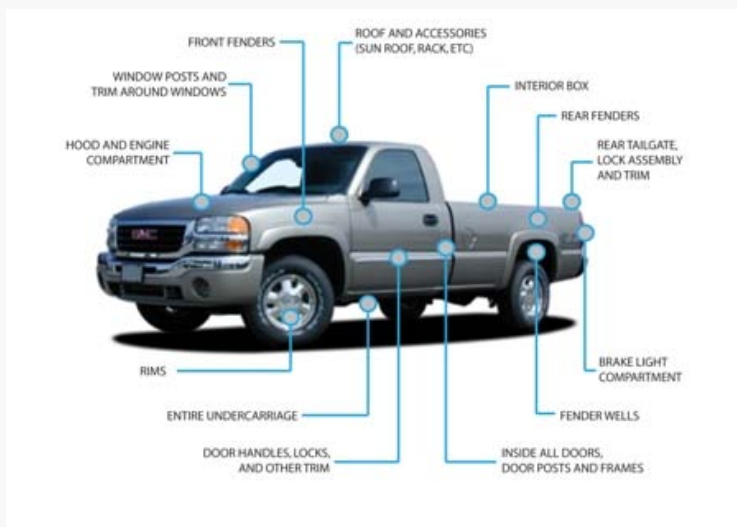 FRONT FENDERS
ROOF AND ACCESSORIES
(SUN ROOF, RACK, ETC)
WINDOW POSTS AND
TRIM AROUND WINDOWS
INTERIOR BOX
REAR FENDERS
HOOD AND ENGINE
COMPARTMENT
REAR TAILGATE,
LOCK ASSEMBLY
AND TRIM
GMC
RIMS
BRAKE LIGHT
COMPARTMENT
ENTIRE UNDERCARRIAGE
FENDER WELLS
DOOR HANDLES, LOCKS,
AND OTHER TRIM
INSIDE ALL DOORS,
DOOR POSTS AND FRAMES